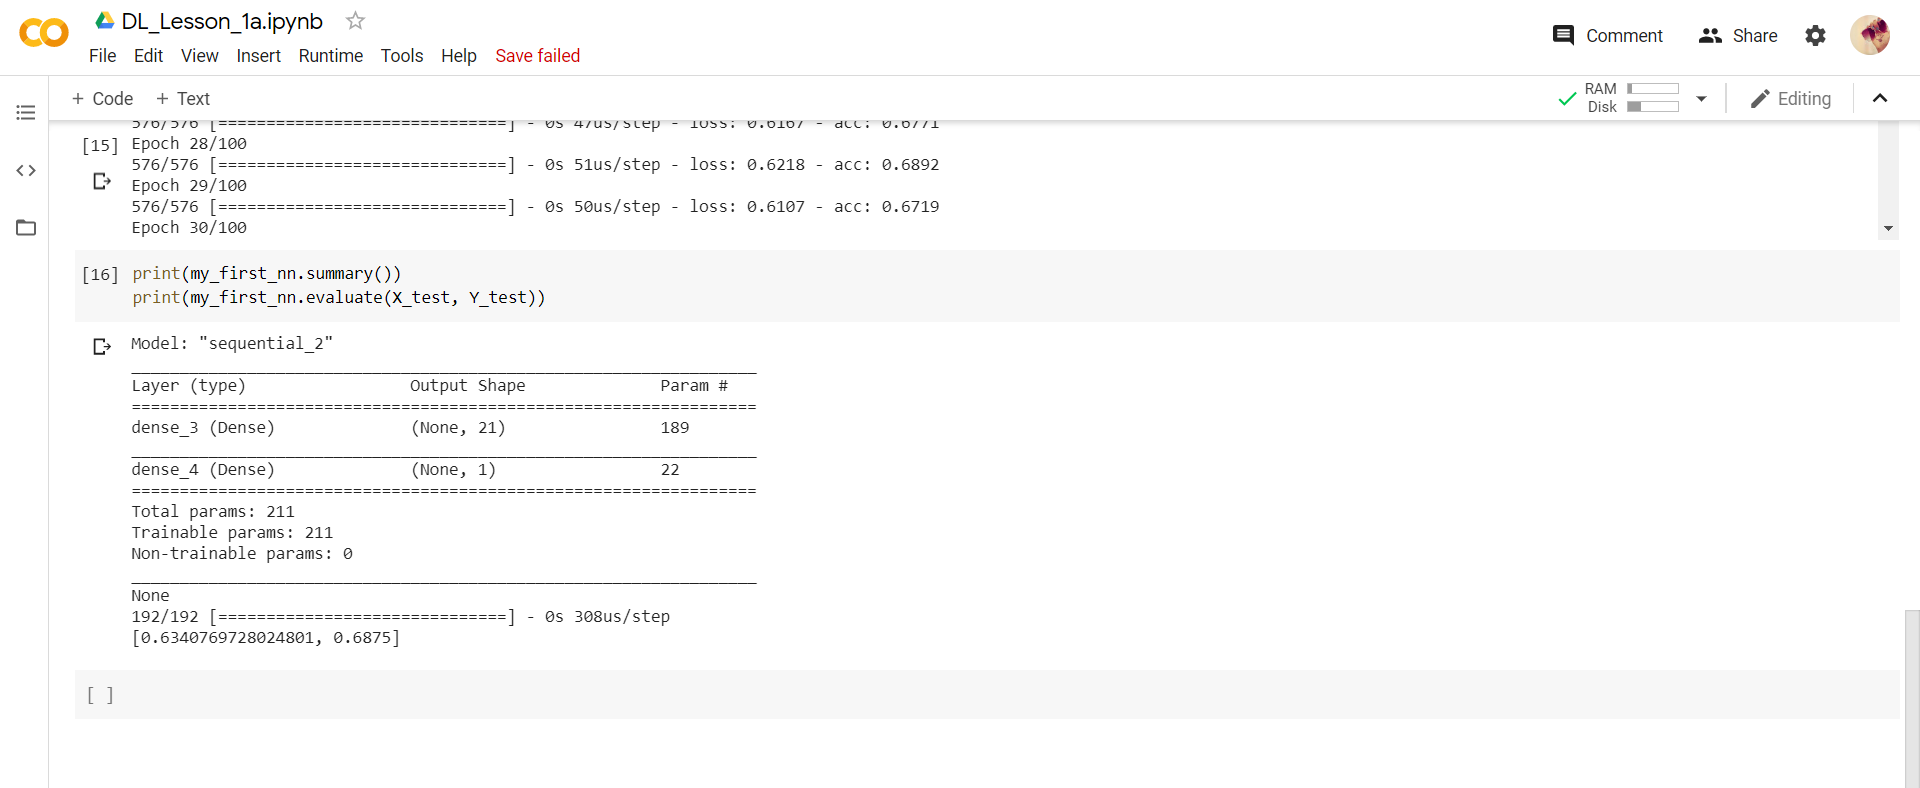 DL_Lesson_1a.ipynb
File Edit View Insert Runtime Tools Help Save failed
Comment Share
+ Code + Text
RAM
Disk
Editing
576/576 [==============================] - 0s 47us/step - loss: 0.6167 - acc: 0.6771
[15] Epoch 28/100
576/576 [==============================] - 0s 51us/step - loss: 0.6218 - acc: 0.6892
Epoch 29/100
576/576 [==============================] - 0s 50us/step - loss: 0.6107 - acc: 0.6719
Epoch 30/100
[16] print(my_first_nn.summary())
print(my_first_nn.evaluate(X_test, Y_test))
Model: "sequential_2"
_________________________________________________________________
Layer (type) Output Shape Param #
=================================================================
dense_3 (Dense) (None, 21) 189
_________________________________________________________________
dense_4 (Dense) (None, 1) 22
=================================================================
Total params: 211
Trainable params: 211
Non-trainable params: 0
_________________________________________________________________
None
192/192 [==============================] - 0s 308us/step
[0.6340769728024801, 0.6875]
[ ]